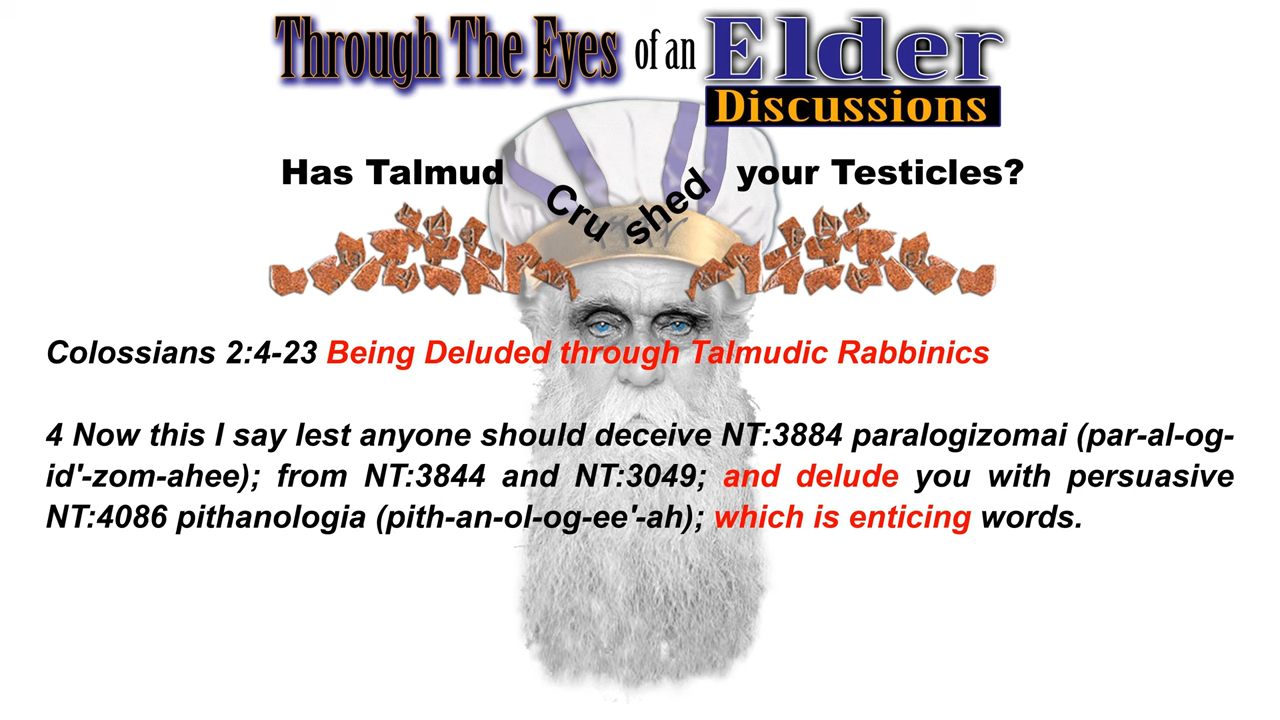 Through The Eyes of an Elder
Discussions
Has Talmud Crushed your Testicles?
Colossians 2:4-23 Being Deluded through Talmudic Rabbinics
4 Now this I say lest anyone should deceive NT:3884 paralogizomai (par-al-og-
id'-zom-ahee); from NT:3844 and NT:3049; and delude you with persuasive
NT:4086 pithanologia (pith-an-ol-og-ee'-ah); which is enticing words.